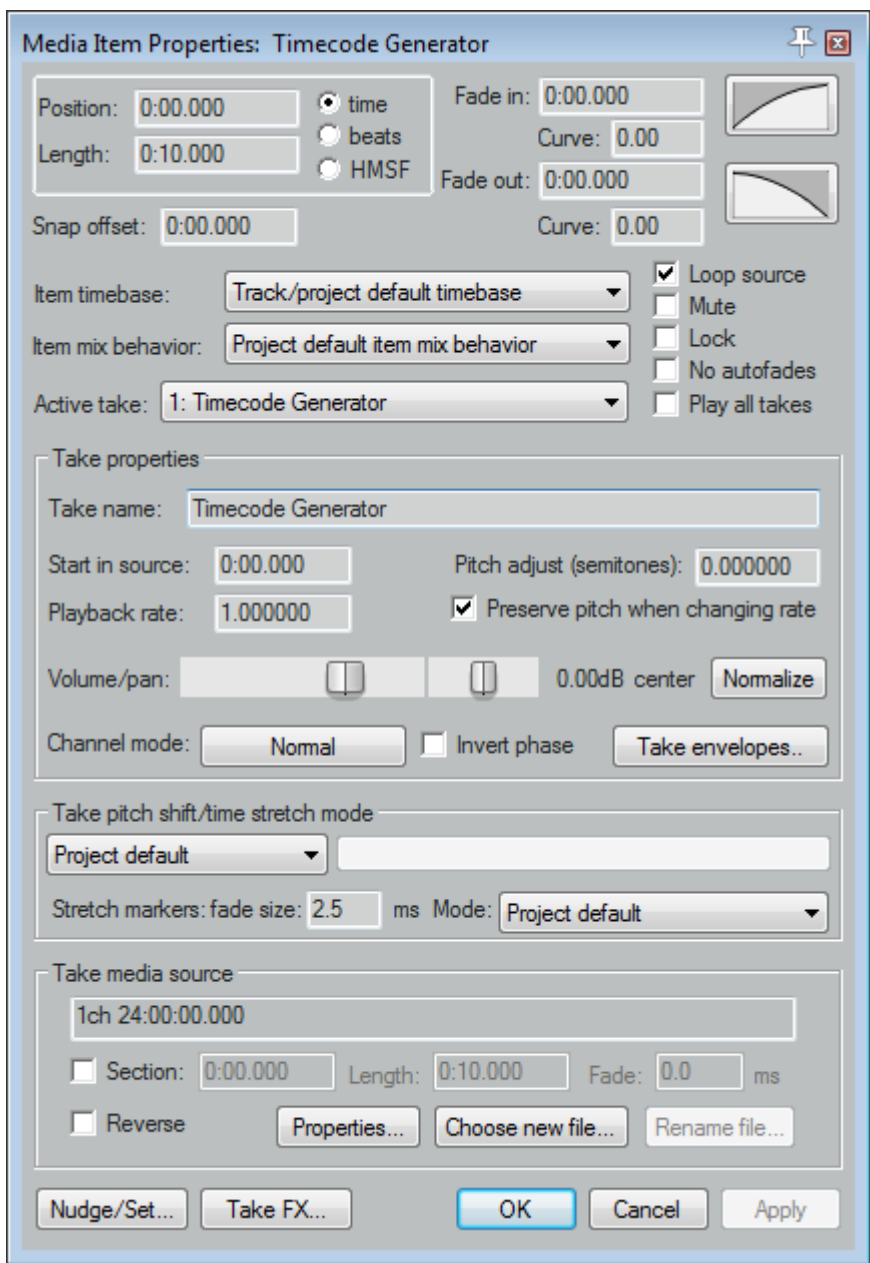 Media Item Properties: Timecode Generator
Position: 0:00.000 time Fade in: 0:00.000
beats Curve: 0.00
Length: 0:10.000 HMSF Fade out: 0:00.000
Snap offset: 0:00.000 Curve: 0.00
Item timebase: Track/project default timebase Loop source
Mute
Item mix behavior: Project default item mix behavior Lock
No autofades
Active take: 1: Timecode Generator Play all takes
Take properties
Take name: Timecode Generator
Start in source: 0:00.000 Pitch adjust (semitones): 0.000000
Playback rate: 1.000000 Preserve pitch when changing rate
Volume/pan: 0.00dB center Normalize
Channel mode: Normal Invert phase Take envelopes..
Take pitch shift/time stretch mode
Project default
Stretch markers: fade size: 2.5 ms Mode: Project default
Take media source
1ch 24:00:00.000
Section: 0:00.000 Length: 0:10.000 Fade: 0.0 ms
Reverse Properties... Choose new file... Rename file...
Nudge/Set... Take FX... OK Cancel Apply